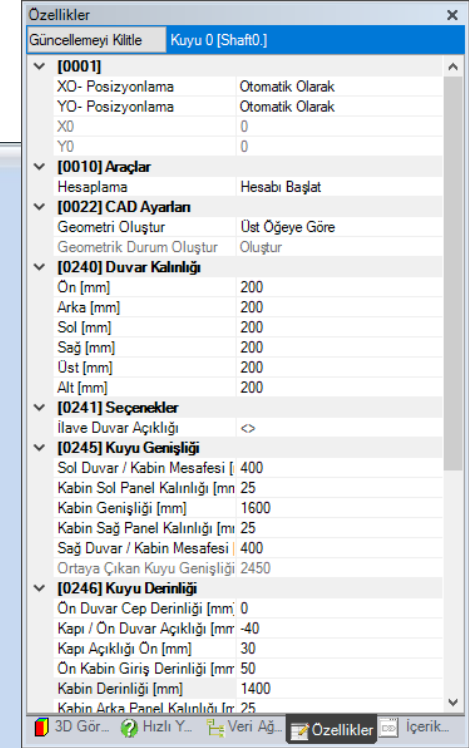 Özellikler
Güncellemeyi Kilitle Kuyu 0 [Shaft0.]
[0001]
XO- Posizyonlama Otomatik Olarak
YO- Posizyonlama Otomatik Olarak
X0 0
Y0 0
[0010] Araçlar
Hesaplama Hesabı Başlat
[0022] CAD Ayarları
Geometri Oluştur Üst Öğeye Göre
Geometrik Durum Oluştur Oluştur
[0240] Duvar Kalınlığı
Ön [mm] 200
Arka [mm] 200
Sol [mm] 200
Sağ [mm] 200
Üst [mm] 200
Alt [mm] 200
[0241] Seçenekler
İlave Duvar Açıklığı <>
[0245] Kuyu Genişliği
Sol Duvar / Kabin Mesafesi [ 400
Kabin Sol Panel Kalınlığı [mm 25
Kabin Genişliği [mm] 1600
Kabin Sağ Panel Kalınlığı [mm 25
Sağ Duvar / Kabin Mesafesi [ 400
Ortaya Çıkan Kuyu Genişliği 2450
[0246] Kuyu Derinliği
Ön Duvar Cep Derinliği [mm] 0
Kapı / Ön Duvar Açıklığı [mm -40
Kapı Açıklığı Ön [mm] 30
Ön Kabin Giriş Derinliği [mm 50
Kabin Derinliği [mm] 1400
Kabin Arka Panel Kalınlığı [m 25
3D Gör... Hızlı Y... Veri Ağ... Özellikler İçerik...